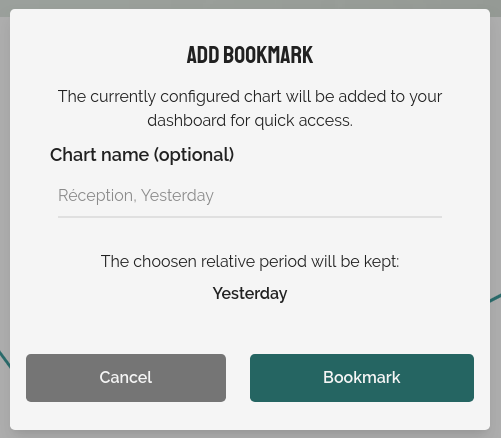 ADD BOOKMARK
The currently configured chart will be added to your
dashboard for quick access.
Chart name (optional)
Réception, Yesterday
The choosen relative period will be kept:
Yesterday
Cancel
Bookmark